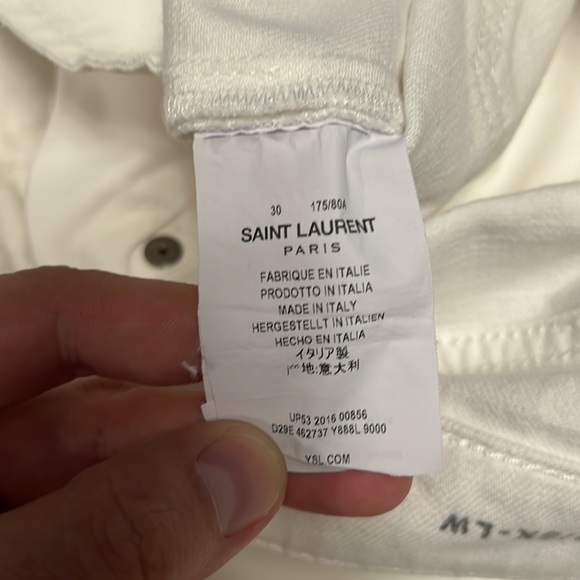 30 175/80A
SAINT LAURENT
PARIS
FABRIQUE EN ITALIE
PRODOTTO IN ITALIA
MADE IN ITALY
HERGESTELLT IN ITALIEN
HECHO EN ITALIA
イタリア製
地:意大利
UP53 2016 00856
D29E 462737 Y888L 9000
YSL.COM